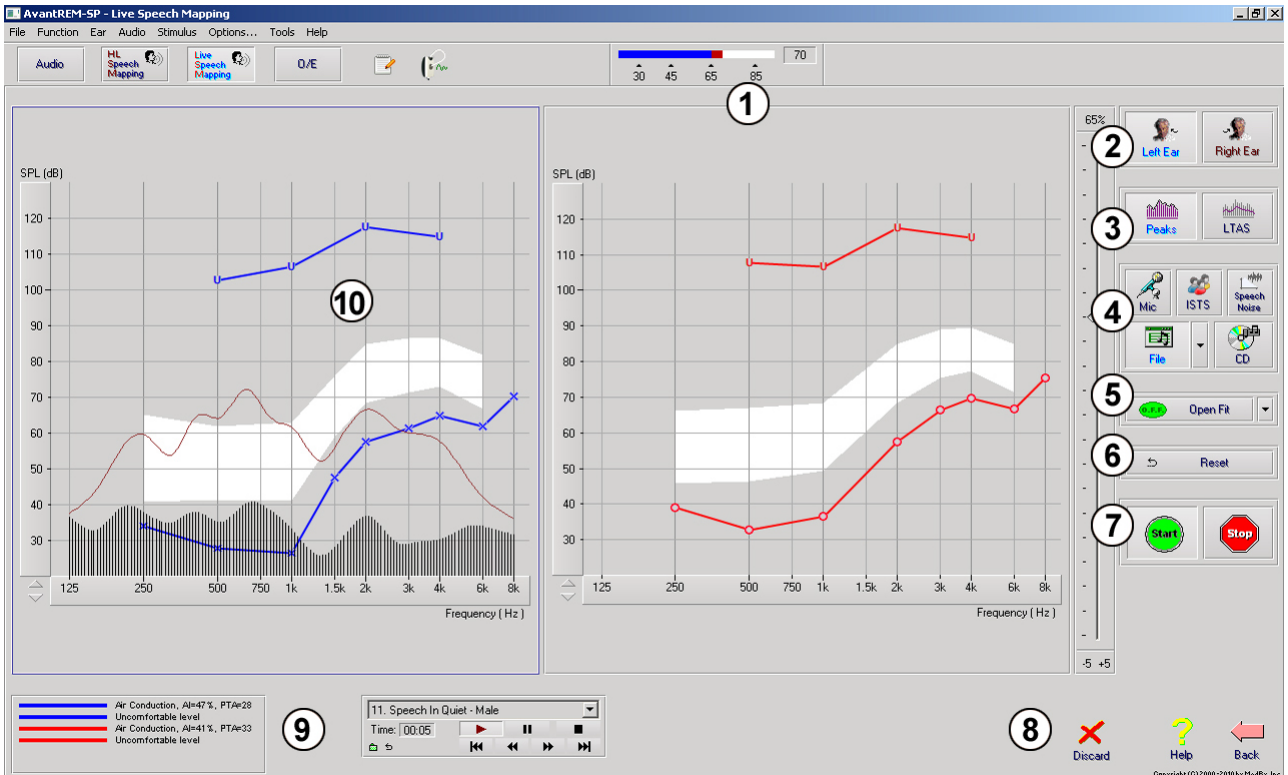 AvantREM-SP - Live Speech Mapping
File Function Ear Audio Stimulus Options... Tools Help
Audio
HL
Speech
Mapping
Live
Speech
Mapping
O/E
70
30 45 65 85
1
SPL (dB)
120
110
100
90
80
70
60
50
40
30
U U U U
10
125 250 500 750 1k 1.5k 2k 3k 4k 6k 8k
Frequency ( Hz )
SPL (dB)
120
110
100
90
80
70
60
50
40
30
U U U U
125 250 500 750 1k 1.5k 2k 3k 4k 6k 8k
Frequency ( Hz )
65%
-5 +5
2
Left Ear Right Ear
3
Peaks LTAS
4
Mic ISTS Speech
Noise
File CD
5
Open Fit
6
Reset
7
Start Stop
Air Conduction, AI=47%, PTA=28
Uncomfortable level
Air Conduction, AI=41%, PTA=33
Uncomfortable level
9
11. Speech In Quiet - Male
Time: 00:05
8
Discard Help Back